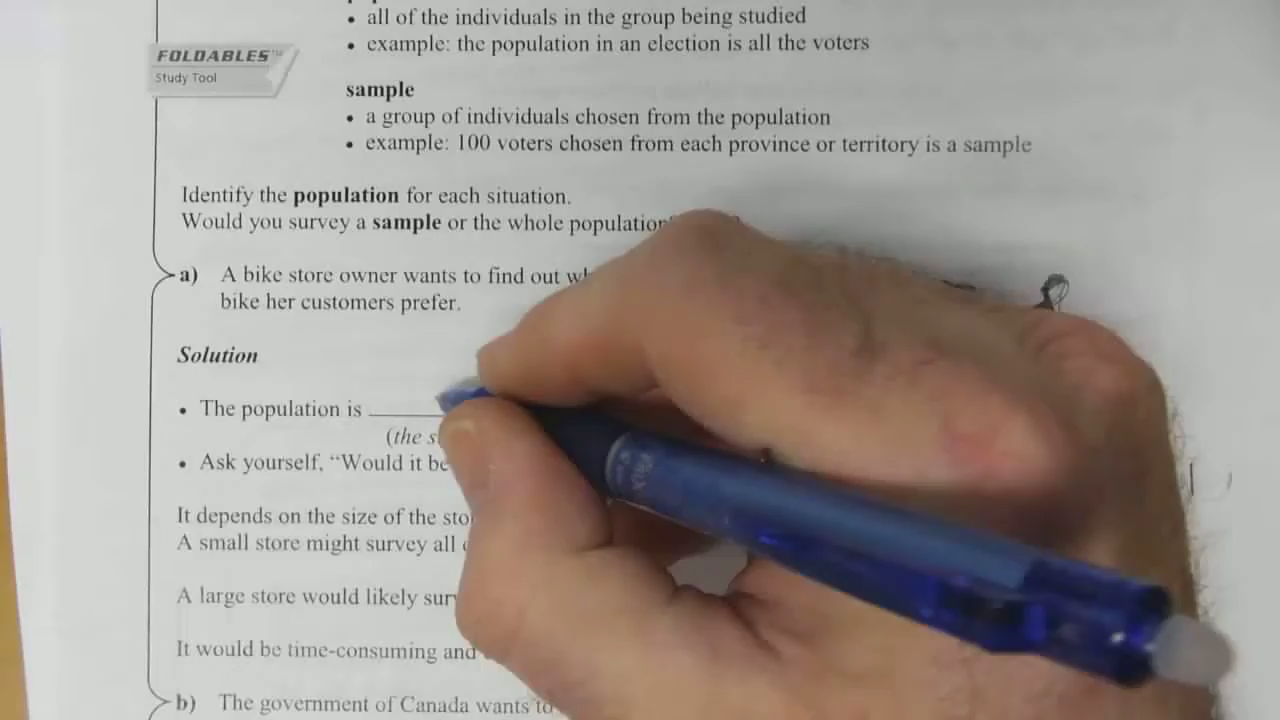 • all of the individuals in the group being studied
• example: the population in an election is all the voters
FOLDABLES™
Study Tool
sample
• a group of individuals chosen from the population
• example: 100 voters chosen from each province or territory is a sample
Identify the population for each situation.
Would you survey a sample or the whole population
a) A bike store owner wants to find out
bike her customers prefer.
Solution
• The population is
(the
• Ask yourself, “Would it be
It depends on the size of the
A small store might survey all
A large store would likely
It would be time-consuming and
b) The government of Canada wants to